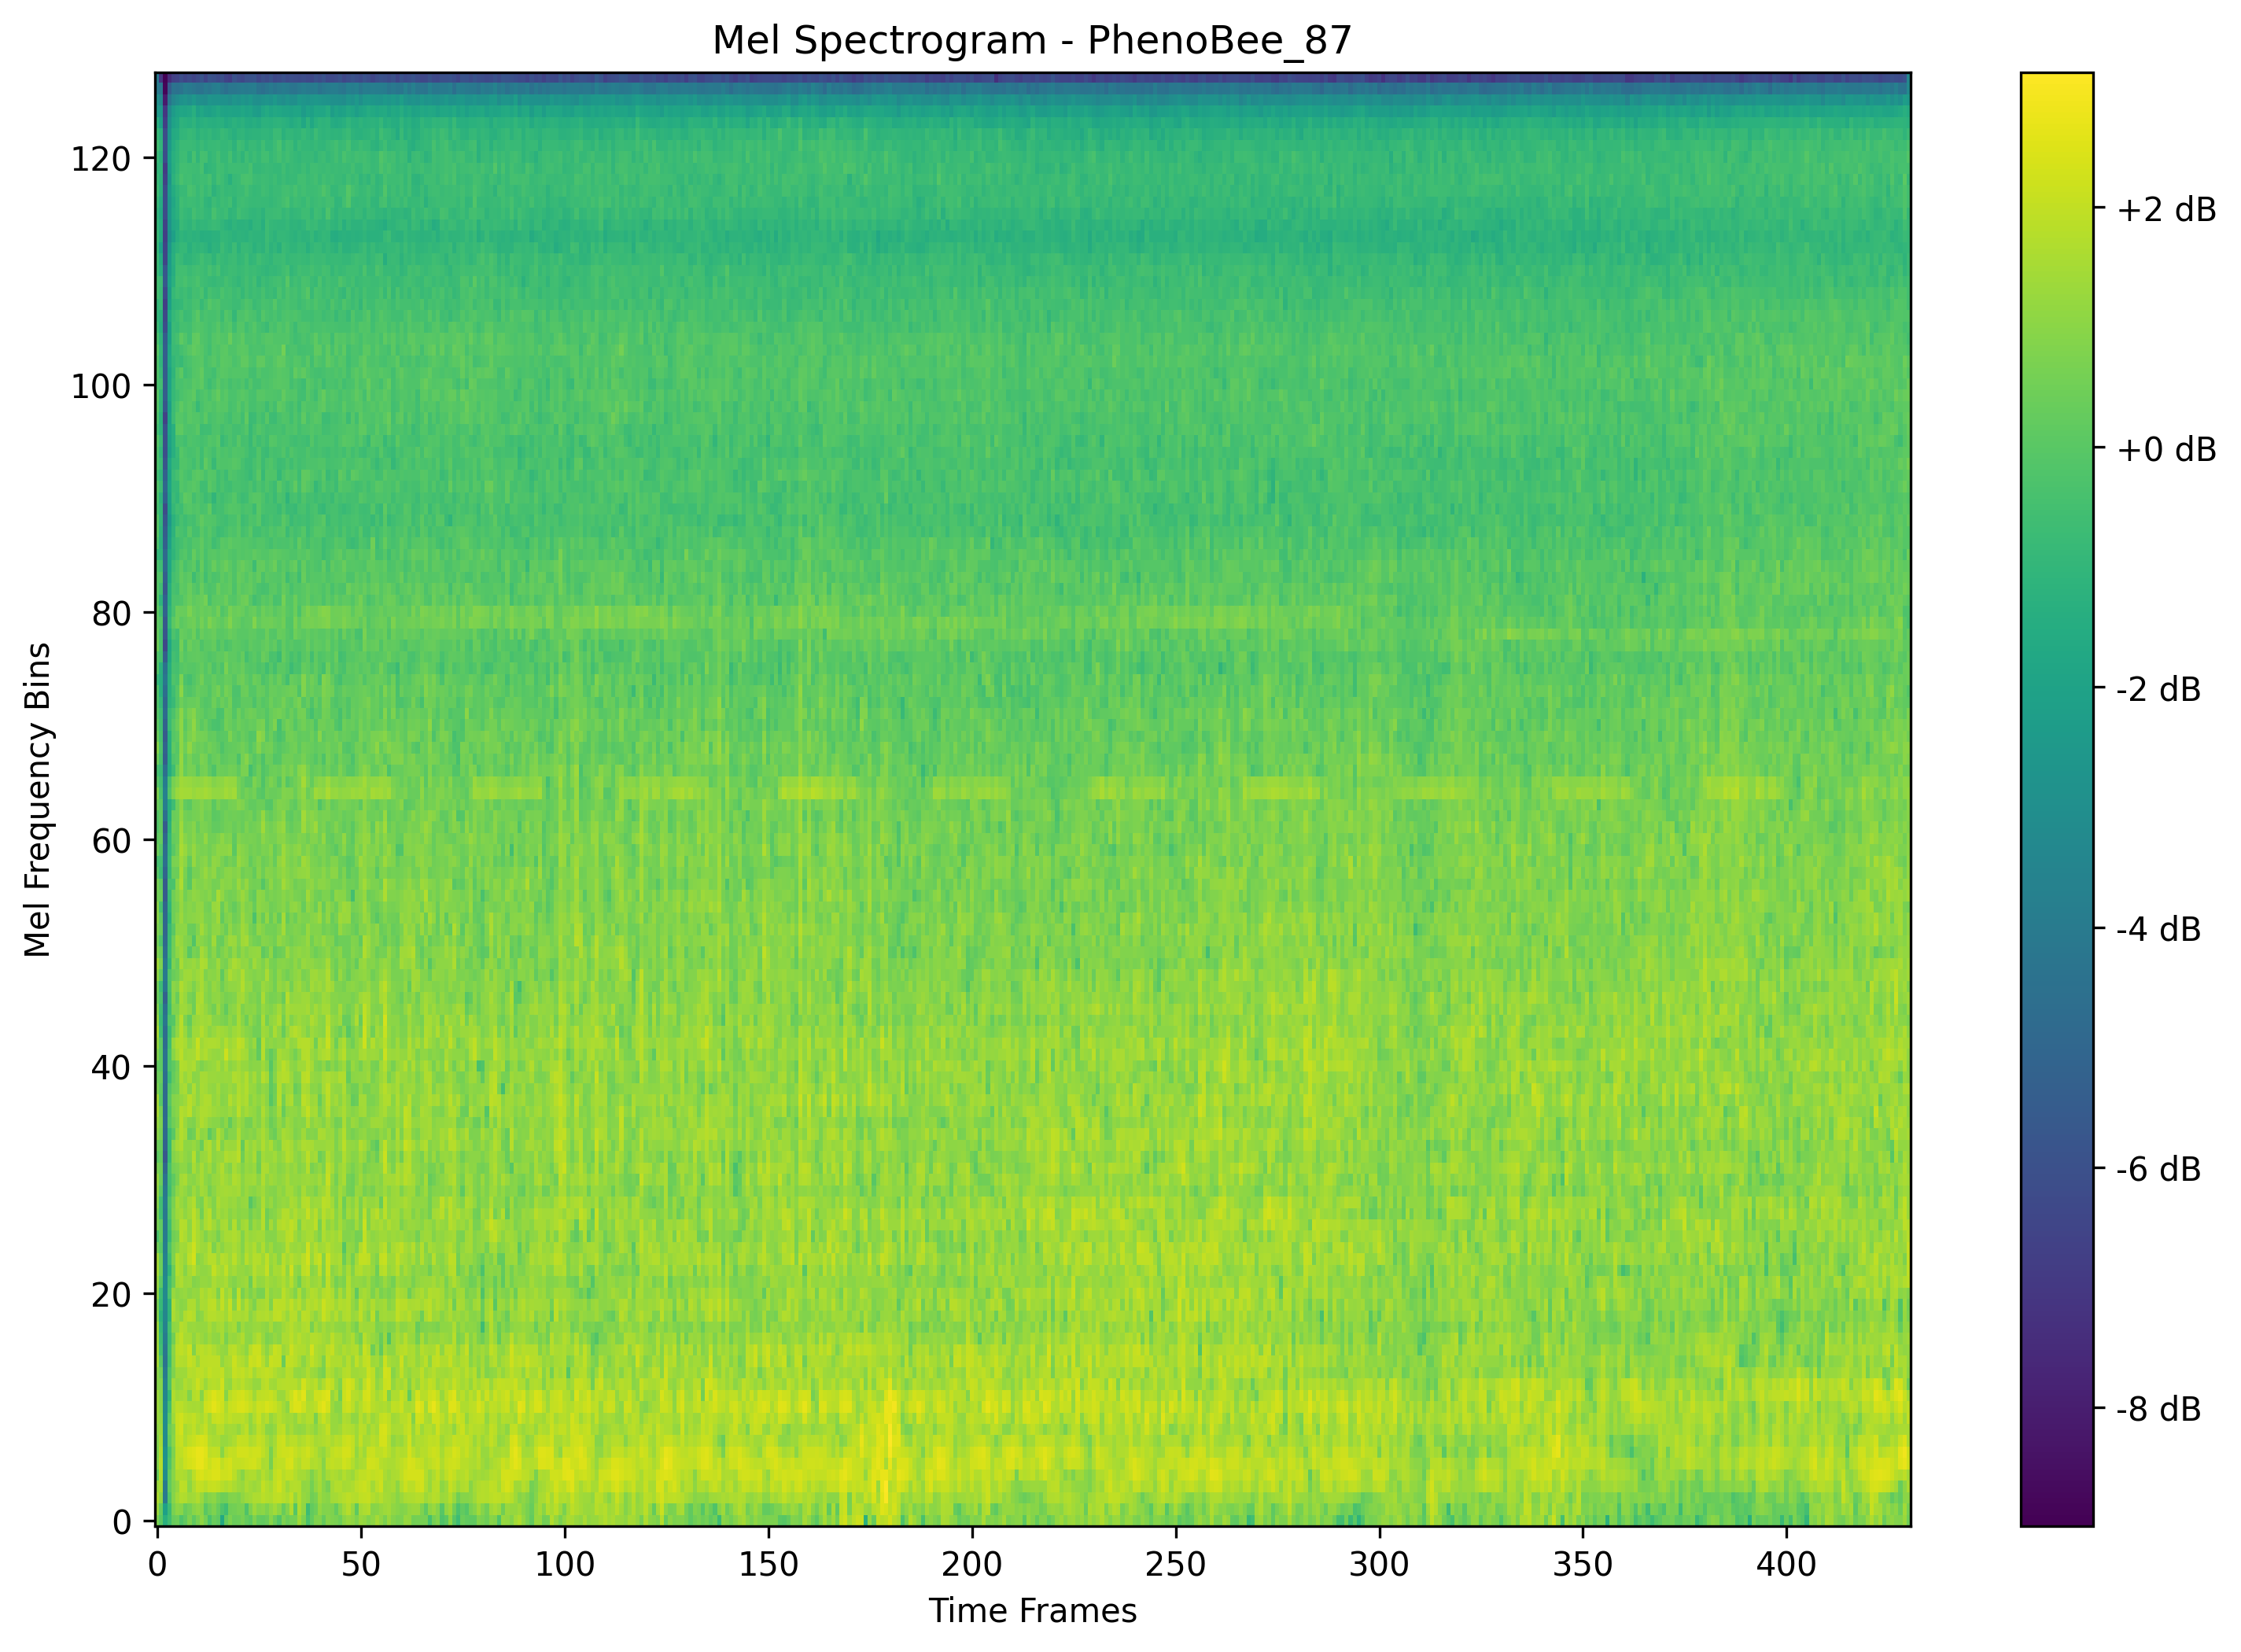 Mel Spectrogram - PhenoBee_87
Mel Frequency Bins
120
100
80
60
40
20
0
0 50 100 150 200 250 300 350 400
Time Frames
+2 dB
+0 dB
-2 dB
-4 dB
-6 dB
-8 dB